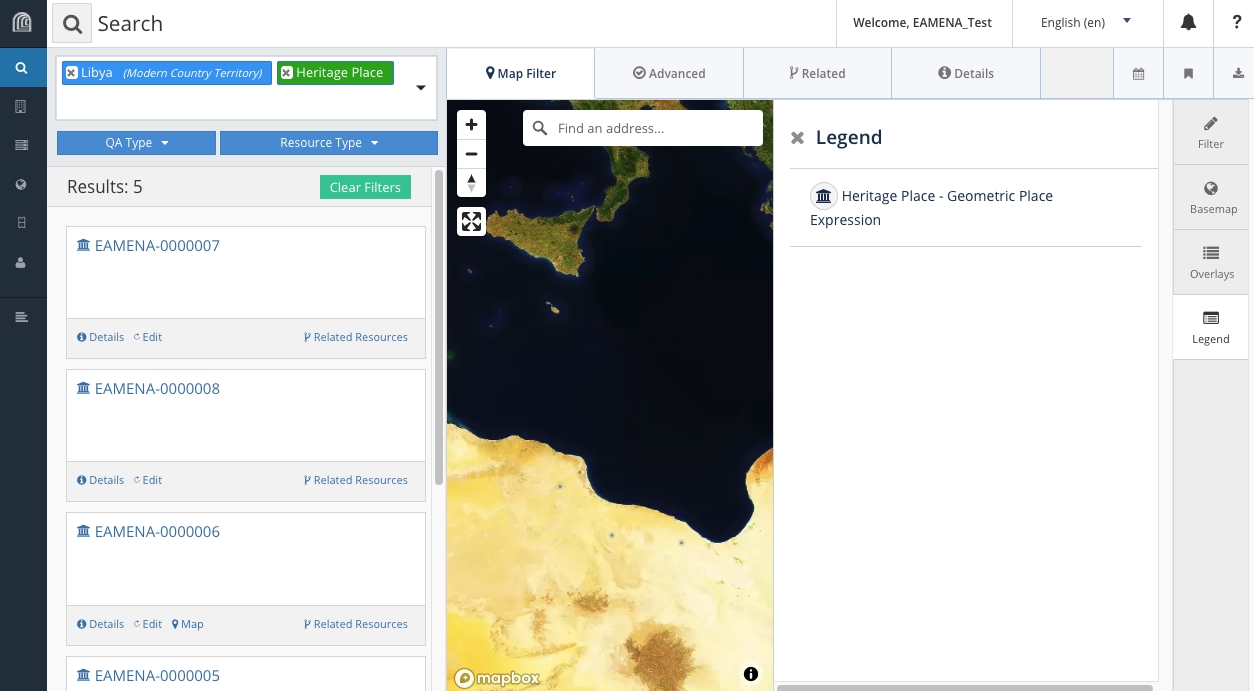 Search
Welcome, EAMENA_Test
English (en)
?
Libya (Modern Country Territory)
Heritage Place
QA Type
Resource Type
Results: 5
Clear Filters
EAMENA-0000007
Details
Edit
Related Resources
EAMENA-0000008
Details
Edit
Related Resources
EAMENA-0000006
Details
Edit
Map
Related Resources
EAMENA-0000005
Map Filter
Advanced
Related
Details
Find an address...
mapbox
Legend
Heritage Place - Geometric Place
Expression
Filter
Basemap
Overlays
Legend